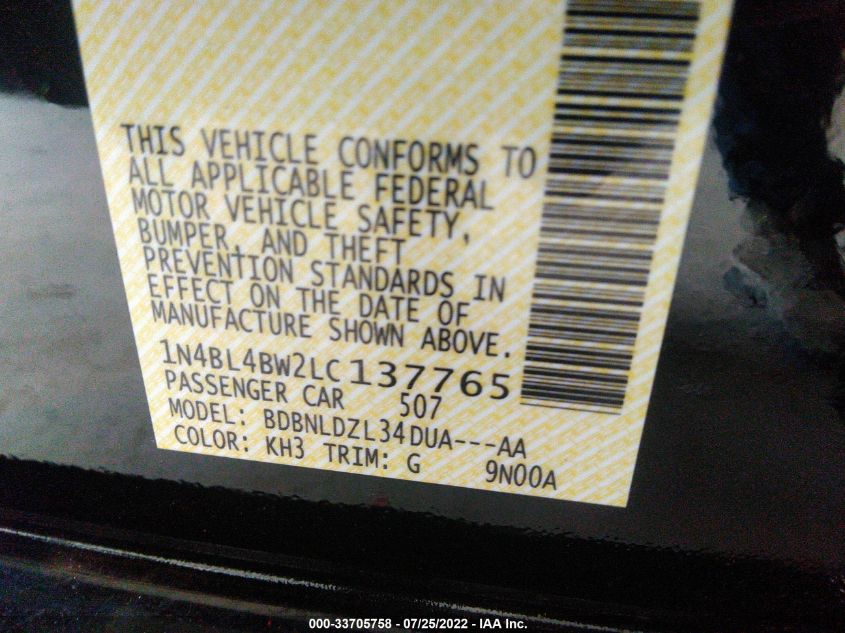 THIS VEHICLE CONFORMS TO
ALL APPLICABLE FEDERAL
MOTOR VEHICLE SAFETY,
BUMPER, AND THEFT
PREVENTION STANDARDS IN
EFFECT ON THE DATE OF
MANUFACTURE SHOWN ABOVE.
1N4BL4BW2LC137765
PASSENGER CAR 507
MODEL: BDBNLDZL34DUA---AA
COLOR: KH3 TRIM: G 9N00A
000-33705758 - 07/25/2022 - IAA Inc.